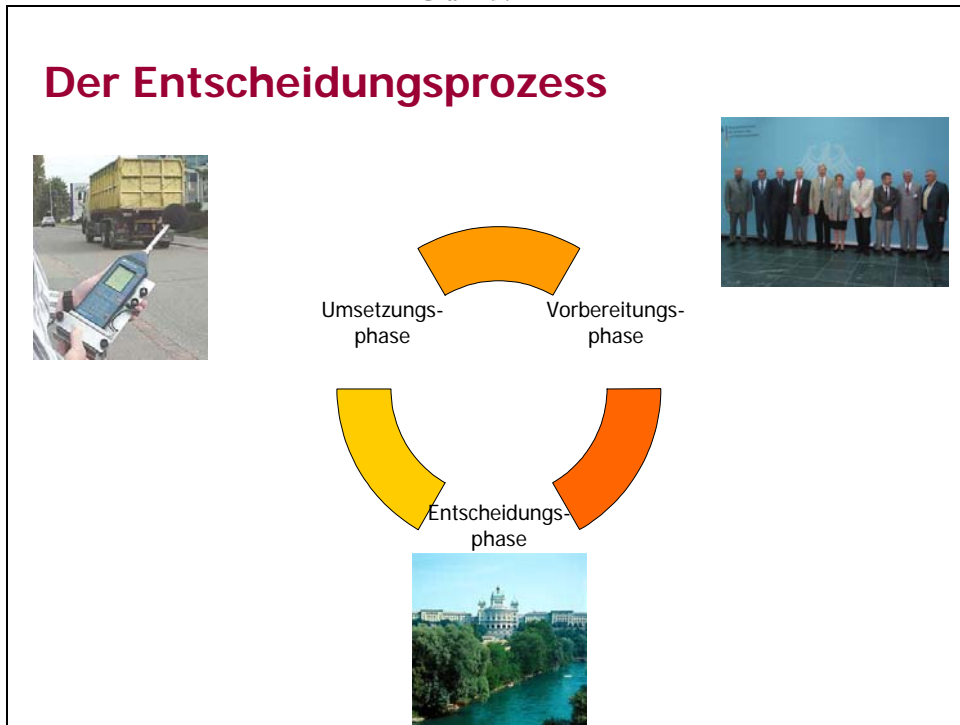 Der Entscheidungsprozess
Umsetzungs-
phase
Vorbereitungs-
phase
Entscheidungs-
phase